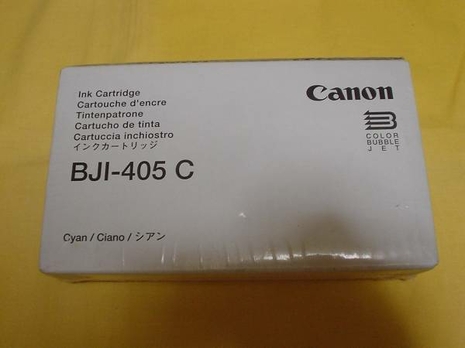 Ink Cartridge
Cartouche d'encre
Tintenpatrone
Cartucho de tinta
Cartuccia inchiostro
インクカートリッジ
BJI-405 C
Cyan / Ciano / シアン
Canon
COLOR
BUBBLE
JET